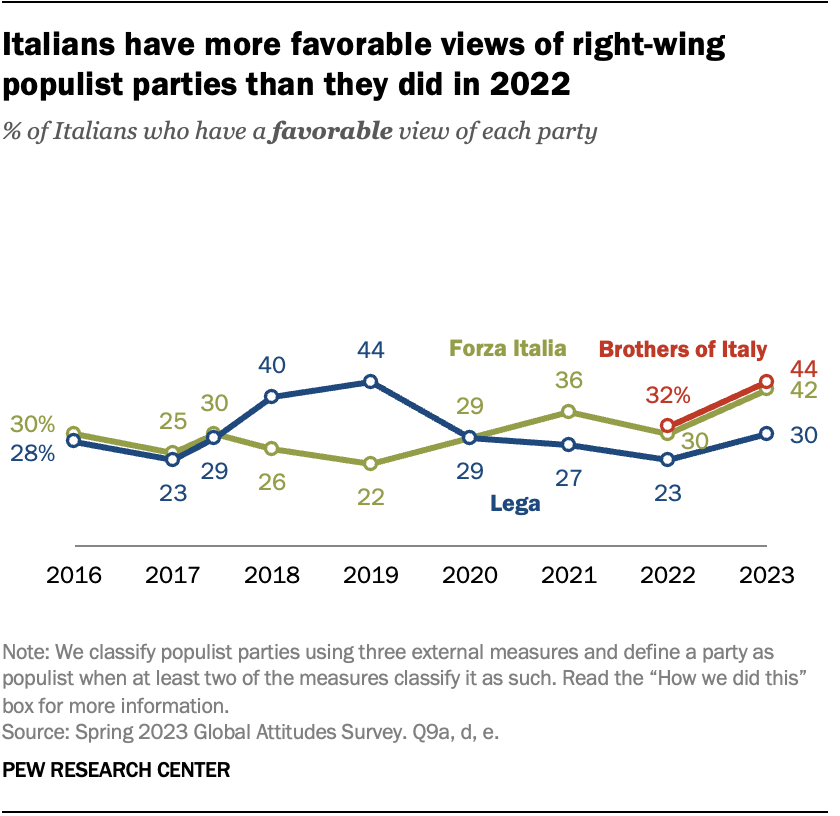 Italians have more favorable views of right-wing
populist parties than they did in 2022
% of Italians who have a favorable view of each party
Forza Italia
Brothers of Italy
Lega
30%
25
30
26
22
29
36
30
42
28%
23
29
40
44
29
27
23
30
32%
44
2016 2017 2018 2019 2020 2021 2022 2023
Note: We classify populist parties using three external measures and define a party as
populist when at least two of the measures classify it as such. Read the “How we did this”
box for more information.
Source: Spring 2023 Global Attitudes Survey. Q9a, d, e.
PEW RESEARCH CENTER